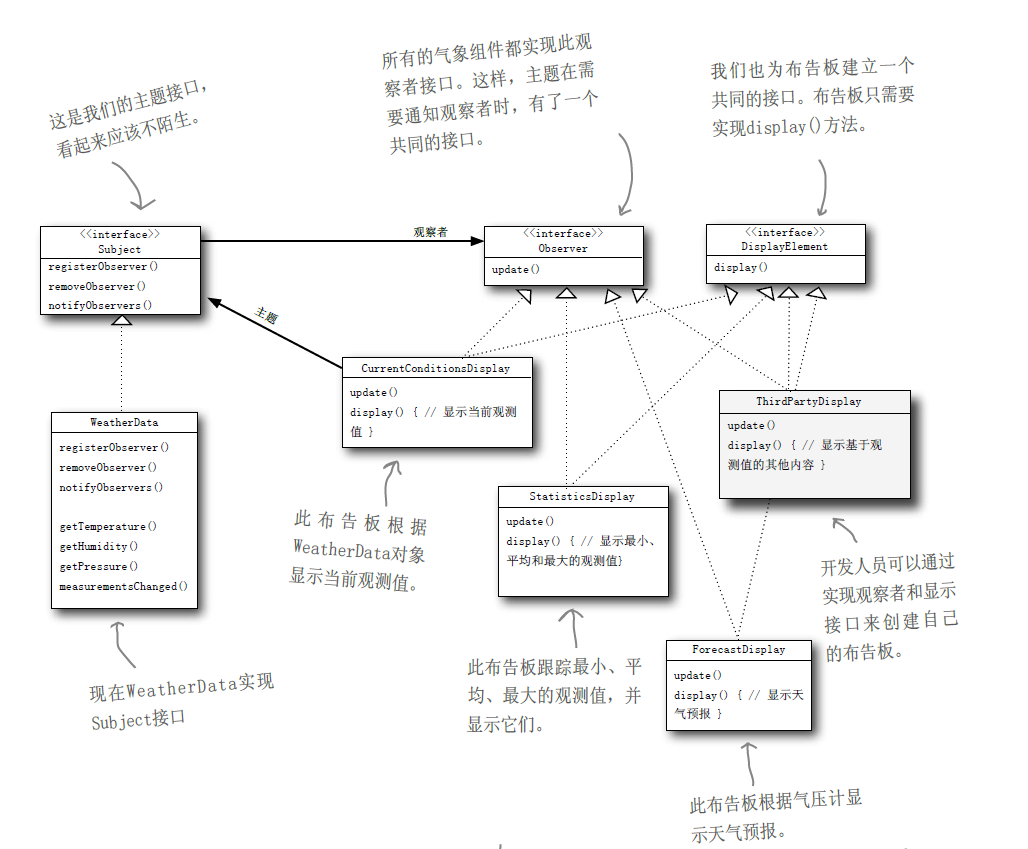 这是我们的主题接口，
看起来应该不陌生。
所有的气象组件都实现此观
察者接口。这样，主题在需
要通知观察者时，有了一个
共同的接口。
我们也为布告板建立一个
共同的接口。布告板只需要
实现display()方法。
<<interface>>
Subject
registerObserver()
removeObserver()
notifyObservers()
观察者
<<interface>>
Observer
update()
<<interface>>
DisplayElement
display()
主题
CurrentConditionsDisplay
update()
display() { // 显示当前观测
值 }
ThirdPartyDisplay
update()
display() { // 显示基于观
测值的其他内容 }
WeatherData
registerObserver()
removeObserver()
notifyObservers()
getTemperature()
getHumidity()
getPressure()
measurementsChanged()
StatisticsDisplay
update()
display() { // 显示最小、
平均和最大的观测值}
此布告板根据
WeatherData对象
显示当前观测值。
开发人员可以通过
实现观察者和显示
接口来创建自己
的布告板。
ForecastDisplay
update()
display() { // 显示天
气预报 }
现在WeatherData实现
Subject接口
此布告板跟踪最小、平
均、最大的观测值，并
显示它们。
此布告板根据气压计显
示天气预报。